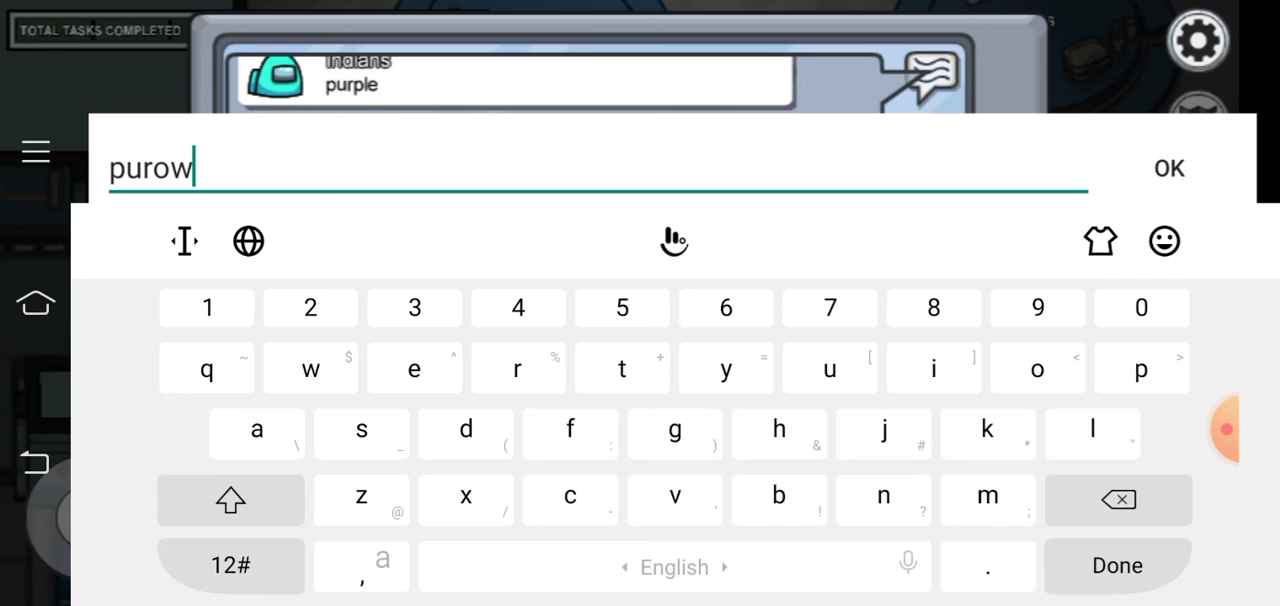 TOTAL TASKS COMPLETED
Indians
purple
purow
OK
1 2 3 4 5 6 7 8 9 0
q ~ w $ e ^ r % t + y = u [ i ] o < p >
a \ s _ d ( f : g ) h & j # k * l "
z @ x / c - v ' b ! n ? m ;
12# , a English . Done